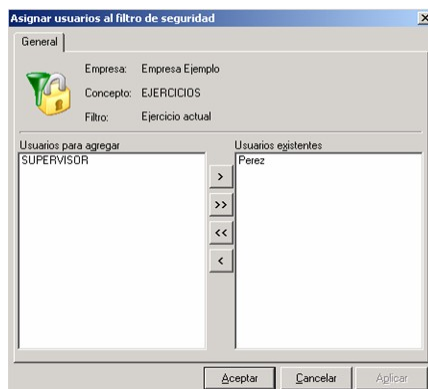 Asignar usuarios al filtro de seguridad
General
Empresa: Empresa Ejemplo
Concepto: EJERCICIOS
Filtro: Ejercicio actual
Usuarios para agregar
Usuarios existentes
SUPERVISOR
Perez
>
>>
<<
<
Aceptar
Cancelar
Aplicar